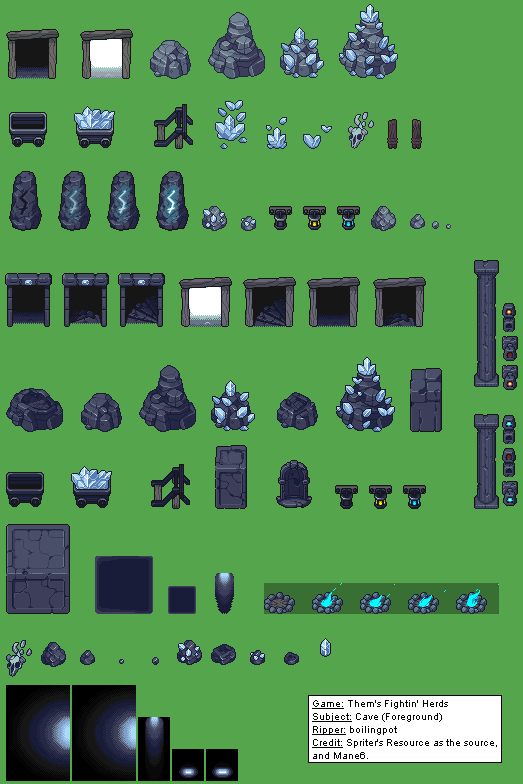 Game: Them's Fightin' Herds
Subject: Cave (Foreground)
Ripper: boilingpot
Credit: Spriter's Resource as the source,
and Mane6.